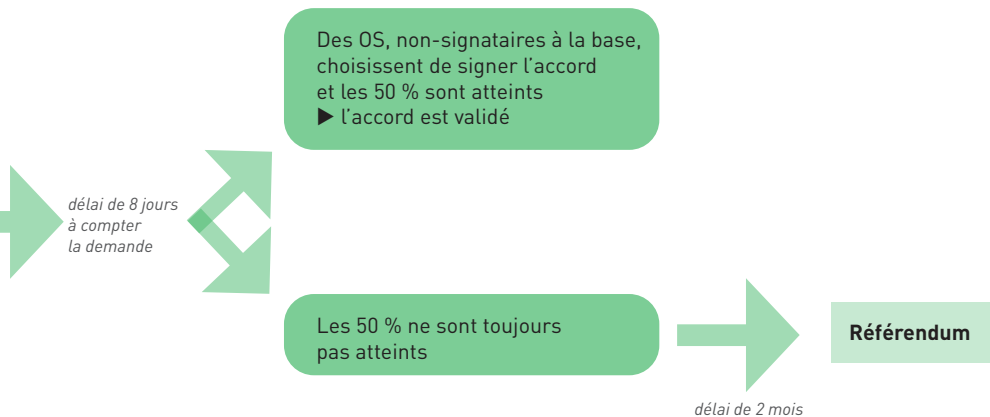 Des OS, non-signataires à la base,
choisissent de signer l’accord
et les 50 % sont atteints
▶ l’accord est validé
délai de 8 jours
à compter
la demande
Les 50 % ne sont toujours
pas atteints
Référendum
délai de 2 mois